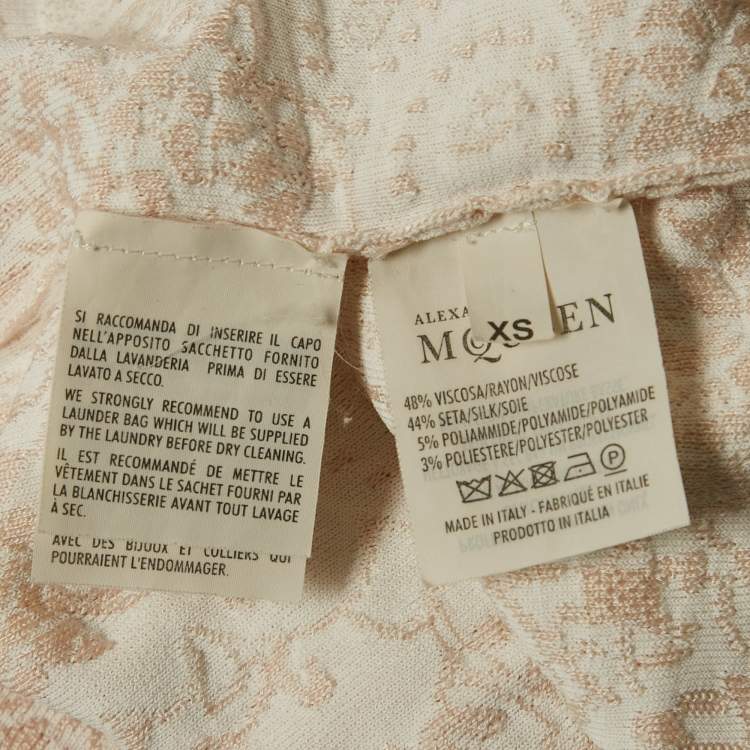 SI RACCOMANDA DI INSERIRE IL CAPO
NELL'APPOSITO SACCHETTO FORNITO
DALLA LAVANDERIA PRIMA DI ESSERE
LAVATO A SECCO.
WE STRONGLY RECOMMEND TO USE A
LAUNDER BAG WHICH WILL BE SUPPLIED
BY THE LAUNDRY BEFORE DRY CLEANING.
IL EST RECOMMANDÉ DE METTRE LE
VÊTEMENT DANS LE SACHET FOURNI PAR
LA BLANCHISSERIE AVANT TOUT LAVAGE
À SEC.
AVEC DES BIJOUX ET COLLIERS QUI
POURRAIENT L'ENDOMMAGER.
XS
48% VISCOSA/RAYON/VISCOSE
44% SETA/SILK/SOIE
5% POLIAMMIDE/POLYAMIDE/POLYAMIDE
3% POLIESTERE/POLYESTER/POLYESTER
P
MADE IN ITALY - FABRIQUÉ EN ITALIE
PRODOTTO IN ITALIA